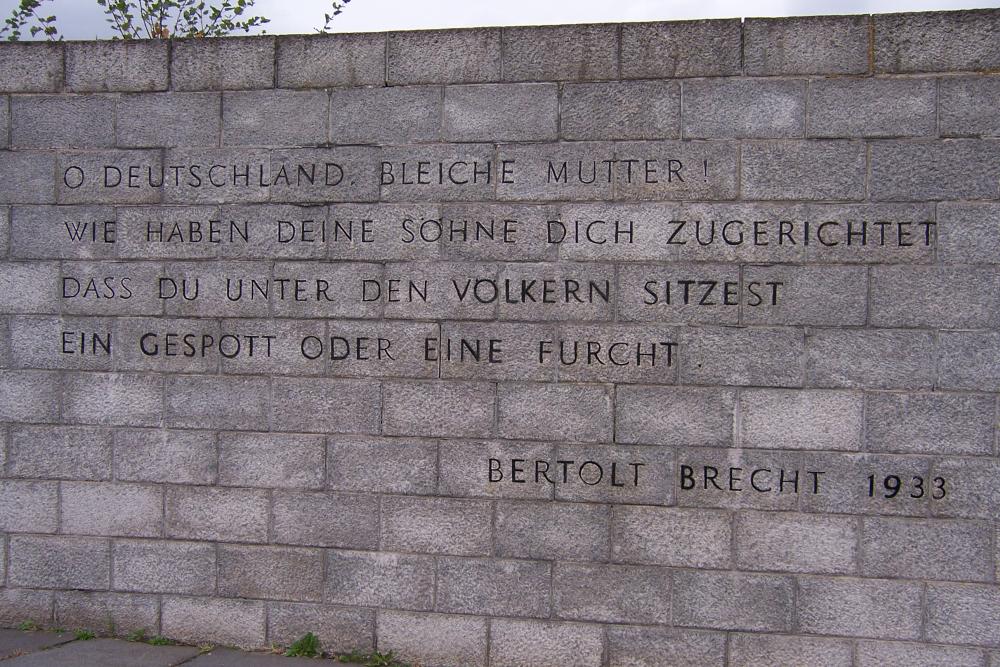 O DEUTSCHLAND, BLEICHE MUTTER!
WIE HABEN DEINE SÖHNE DICH ZUGERICHTET
DASS DU UNTER DEN VÖLKERN SITZEST
EIN GESPÖTT ODER EINE FURCHT.
BERTOLT BRECHT 1933